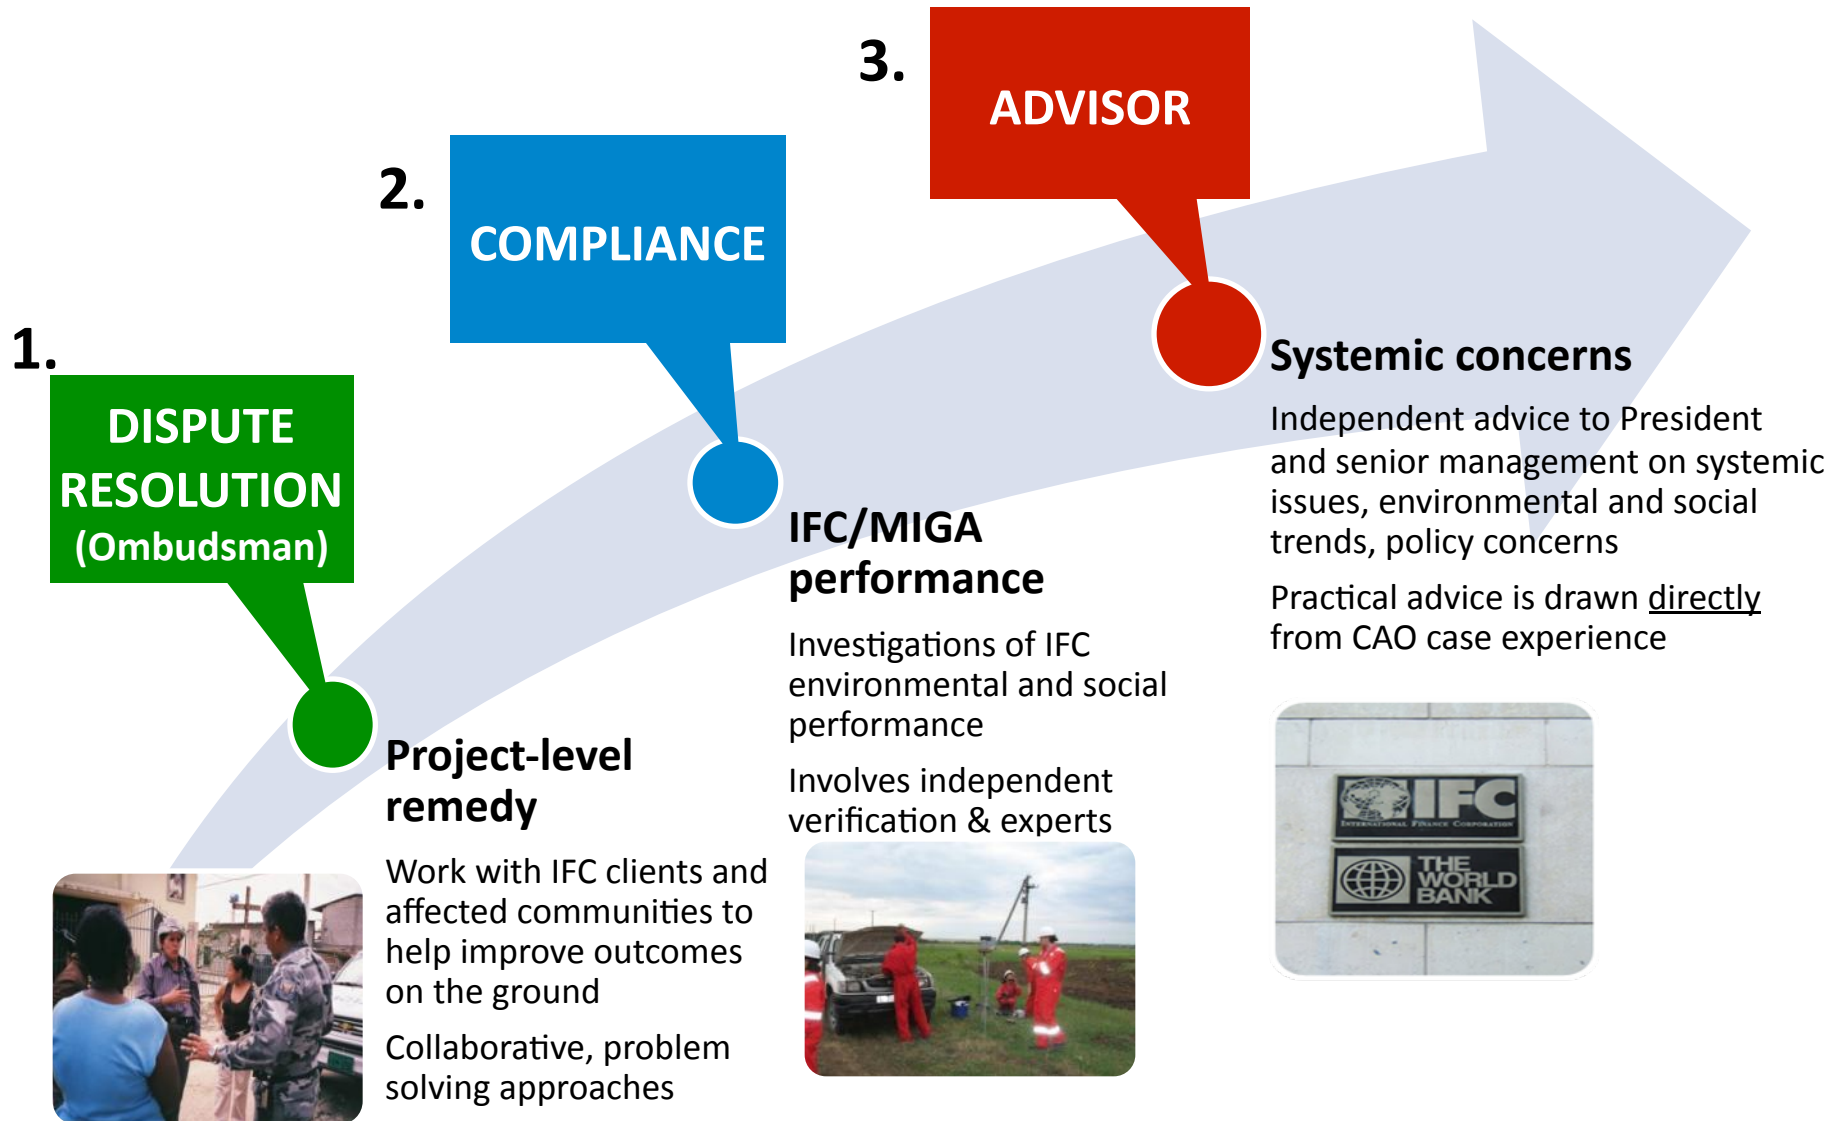 1.
DISPUTE
RESOLUTION
(Ombudsman)
Project-level
remedy
Work with IFC clients and
affected communities to
help improve outcomes
on the ground
Collaborative, problem
solving approaches
2.
COMPLIANCE
IFC/MIGA
performance
Investigations of IFC
environmental and social
performance
Involves independent
verification & experts
3.
ADVISOR
Systemic concerns
Independent advice to President
and senior management on systemic
issues, environmental and social
trends, policy concerns
Practical advice is drawn directly
from CAO case experience
IFC
INTERNATIONAL FINANCE CORPORATION
THE
WORLD
BANK